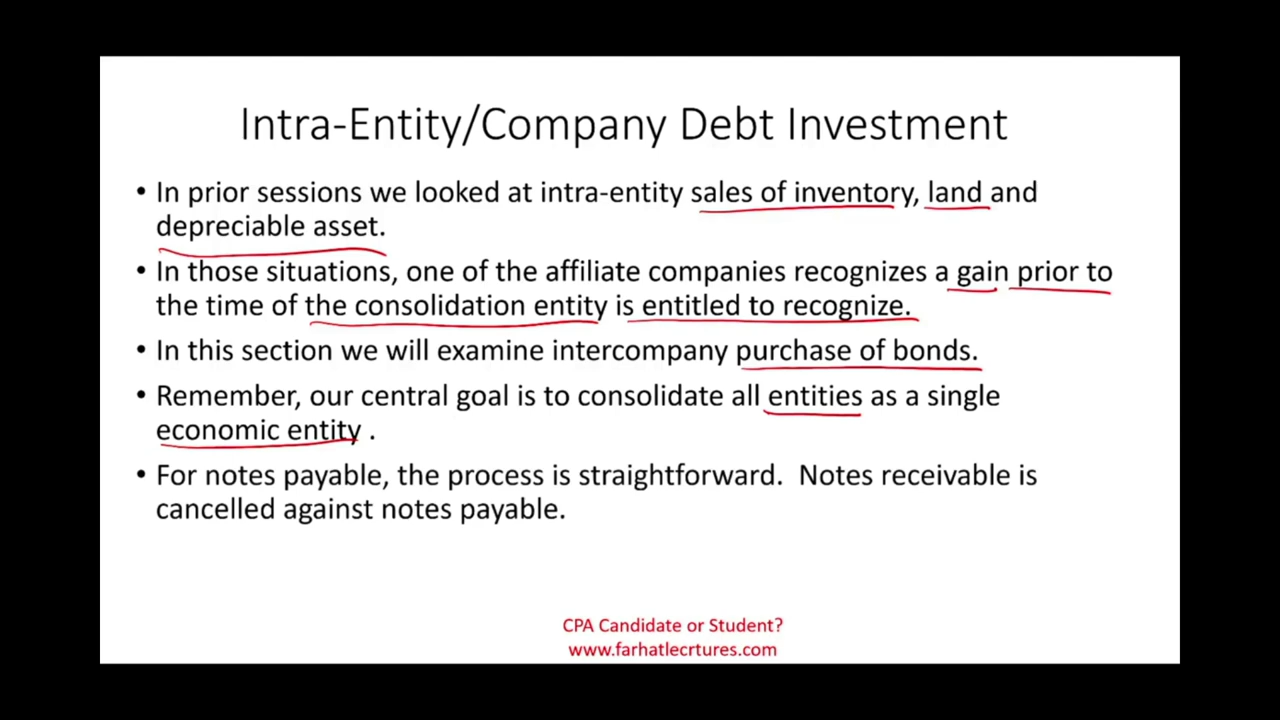 Intra-Entity/Company Debt Investment
• In prior sessions we looked at intra-entity sales of inventory, land and
depreciable asset.
• In those situations, one of the affiliate companies recognizes a gain prior to
the time of the consolidation entity is entitled to recognize.
• In this section we will examine intercompany purchase of bonds.
• Remember, our central goal is to consolidate all entities as a single
economic entity .
• For notes payable, the process is straightforward.  Notes receivable is
cancelled against notes payable.
CPA Candidate or Student?
www.farhatlecrtures.com